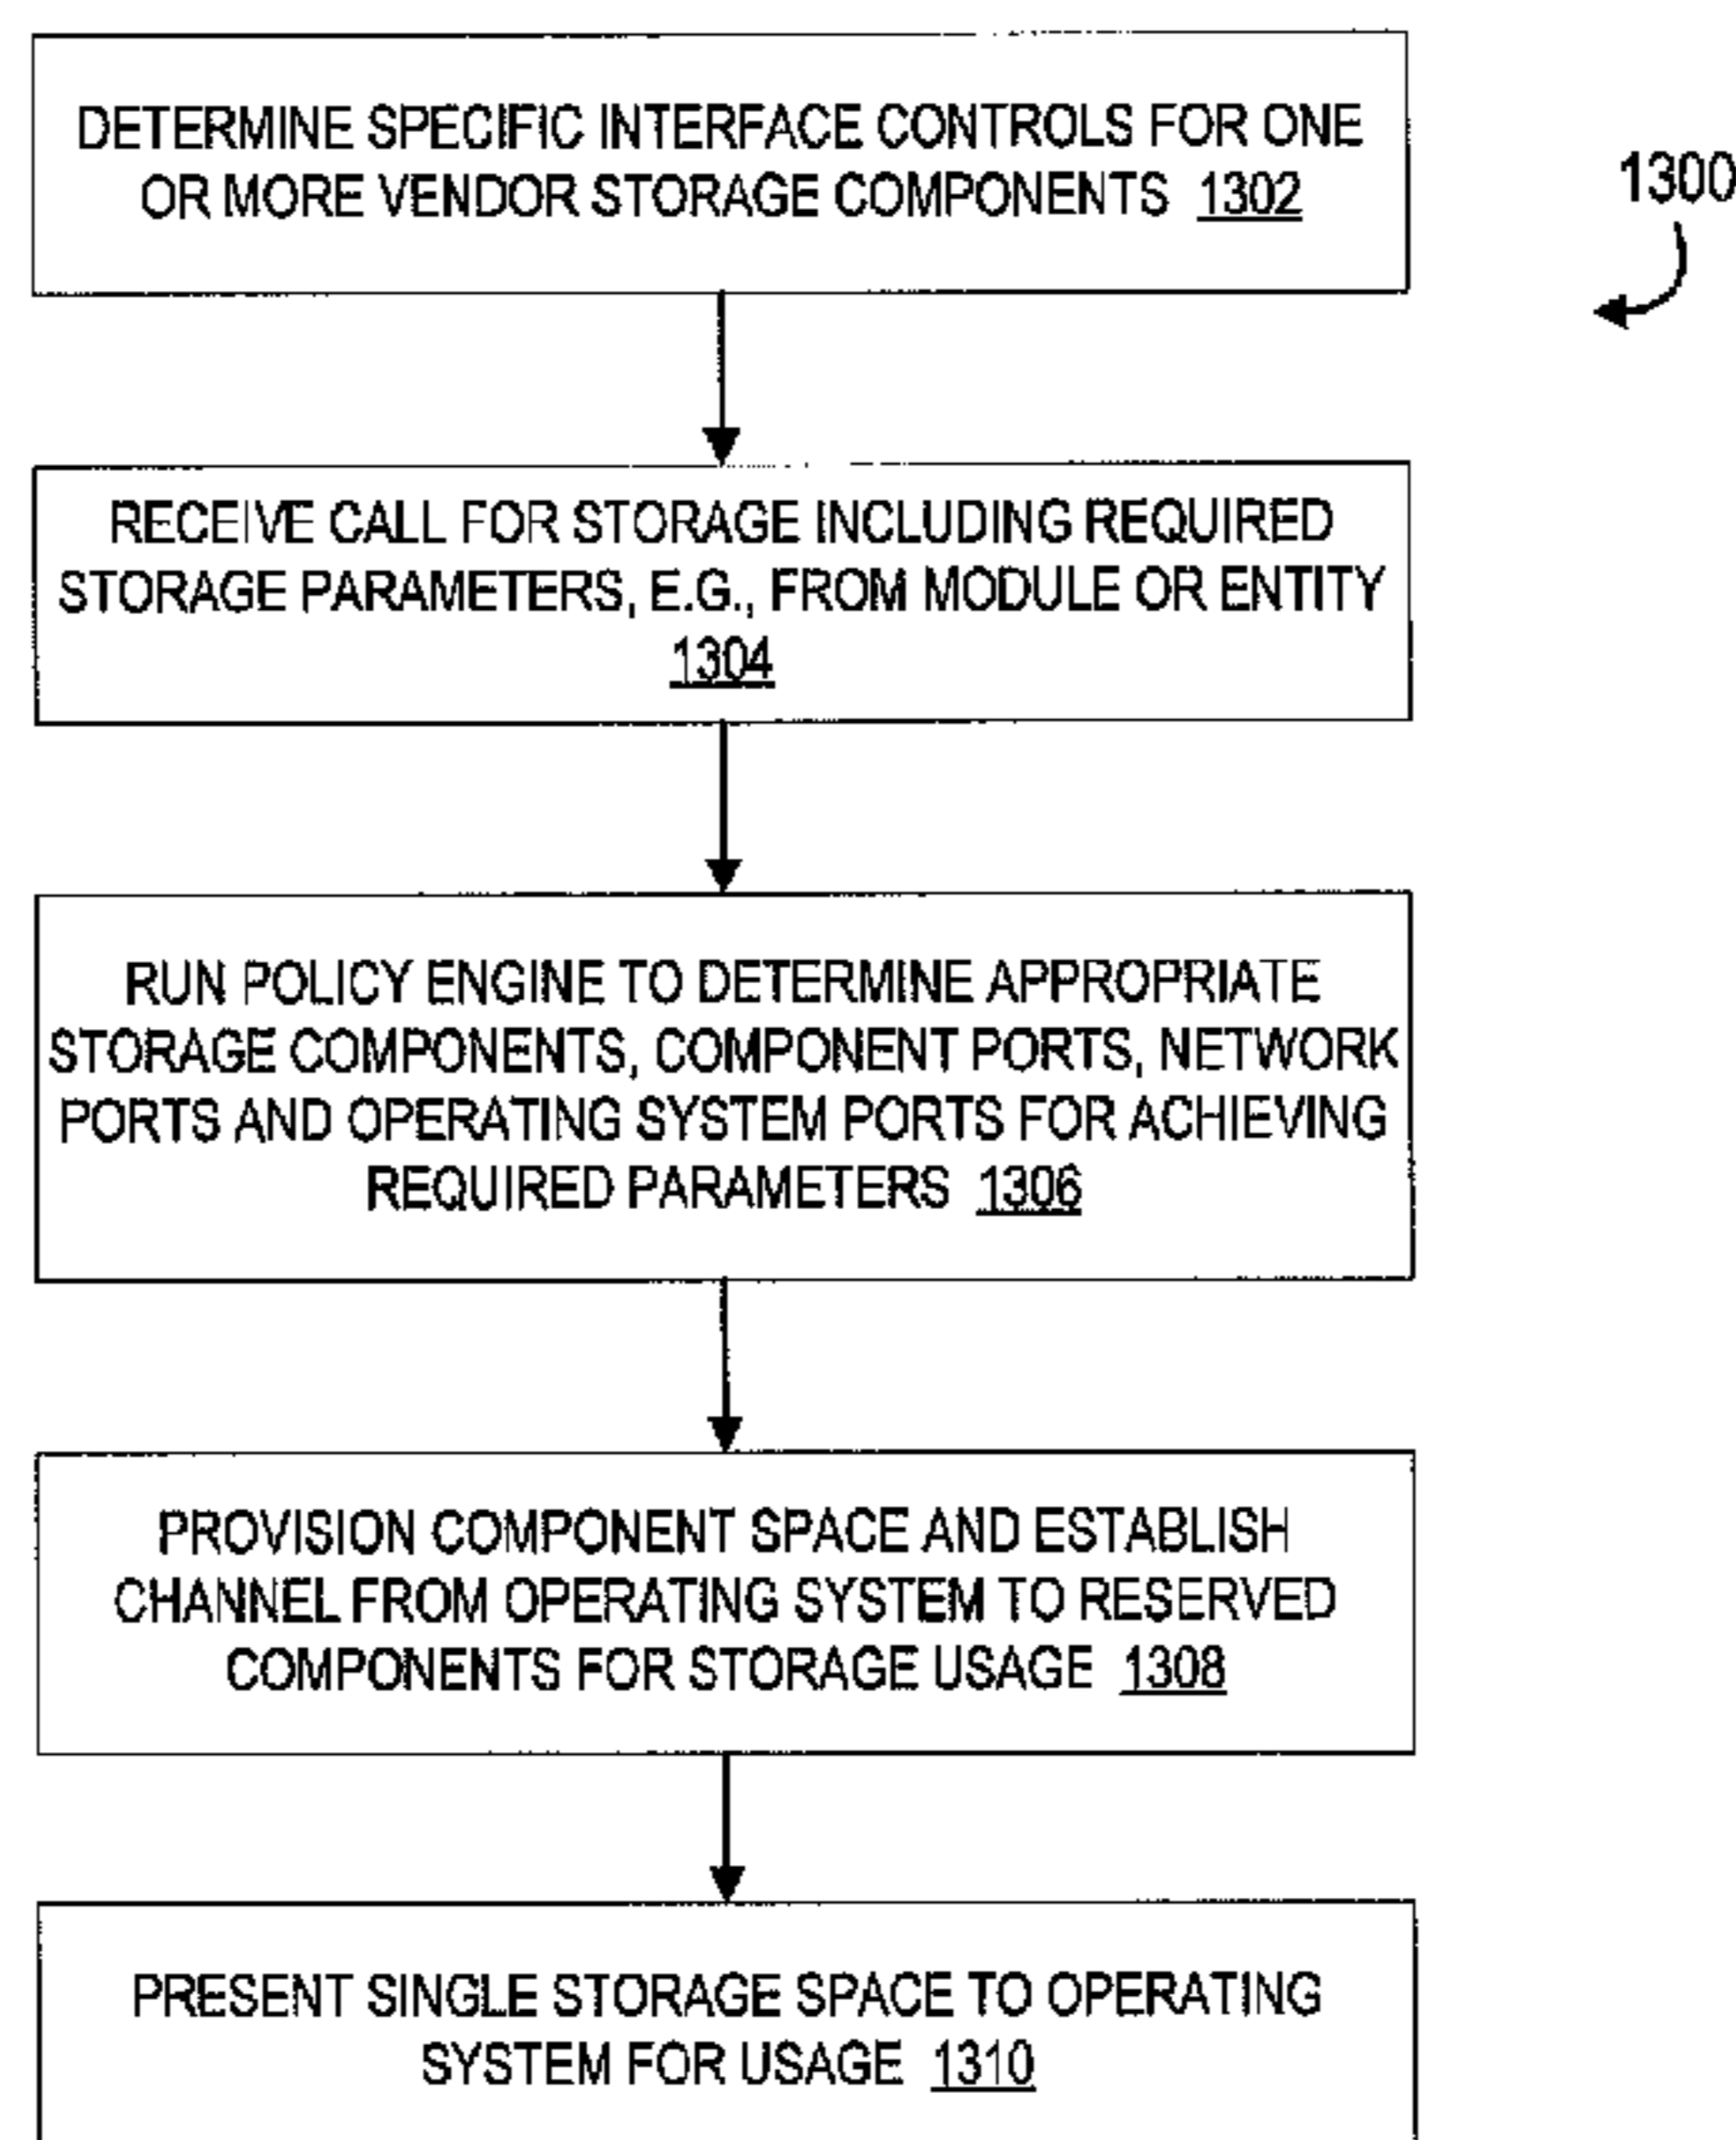 DETERMINE SPECIFIC INTERFACE CONTROLS FOR ONE
OR MORE VENDOR STORAGE COMPONENTS 1302
1300
RECEIVE CALL FOR STORAGE INCLUDING REQUIRED
STORAGE PARAMETERS, E.G., FROM MODULE OR ENTITY
1304
RUN POLICY ENGINE TO DETERMINE APPROPRIATE
STORAGE COMPONENTS, COMPONENT PORTS, NETWORK
PORTS AND OPERATING SYSTEM PORTS FOR ACHIEVING
REQUIRED PARAMETERS 1306
PROVISION COMPONENT SPACE AND ESTABLISH
CHANNEL FROM OPERATING SYSTEM TO RESERVED
COMPONENTS FOR STORAGE USAGE 1308
PRESENT SINGLE STORAGE SPACE TO OPERATING
SYSTEM FOR USAGE 1310